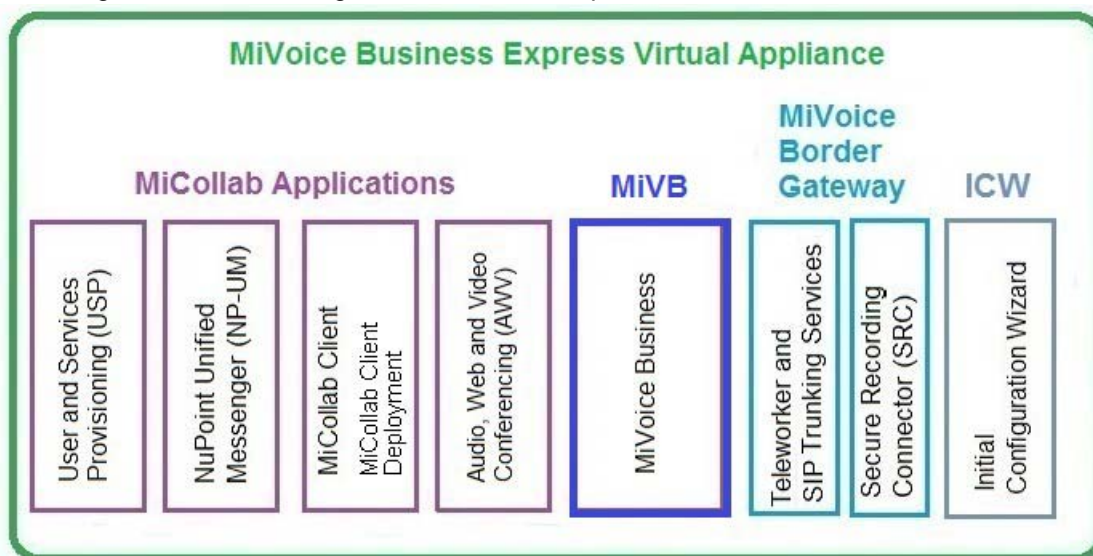 MiVoice Business Express Virtual Appliance
MiCollab Applications
MiVB
MiVoice
Border
Gateway
ICW
User and Services
Provisioning (USP)
NuPoint Unified
Messenger (NP-UM)
MiCollab Client
MiCollab Client
Deployment
Audio, Web and Video
Conferencing (AWV)
MiVoice Business
Teleworker and
SIP Trunking Services
Secure Recording
Connector (SRC)
Initial
Configuration Wizard